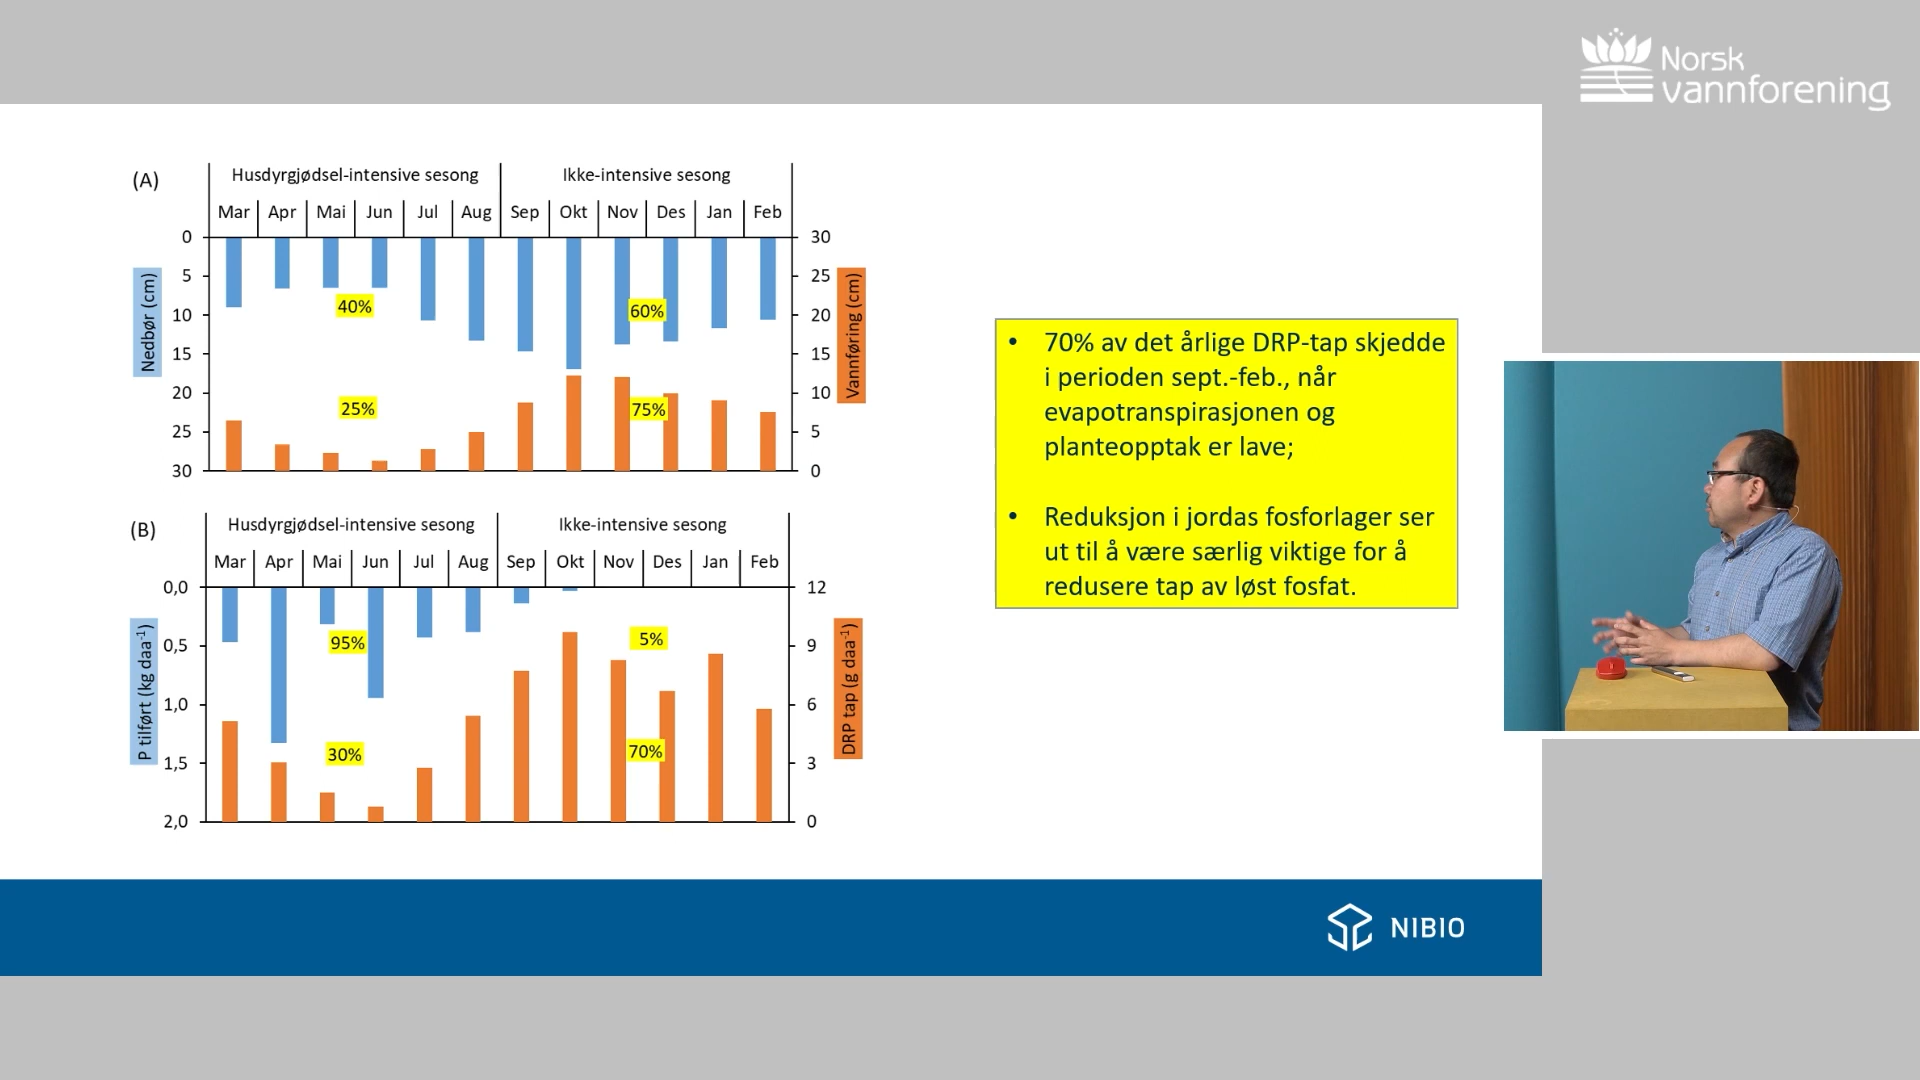 Norsk
vannforening
(A)
Husdyrgjødsel-intensive sesong
Ikke-intensive sesong
Mar Apr Mai Jun Jul Aug Sep Okt Nov Des Jan Feb
0
5
10
15
20
25
30
Nedbør (cm)
40%
60%
25%
75%
30
25
20
15
10
5
0
Vannføring (cm)
(B)
Husdyrgjødsel-intensive sesong
Ikke-intensive sesong
Mar Apr Mai Jun Jul Aug Sep Okt Nov Des Jan Feb
0,0
0,5
1,0
1,5
2,0
P tilført (kg daa⁻¹)
95%
5%
30%
70%
12
9
6
3
0
DRP tap (g daa⁻¹)
• 70% av det årlige DRP-tap skjedde
i perioden sept.-feb., når
evapotranspirasjonen og
planteopptak er lave;
• Reduksjon i jordas fosforlager ser
ut til å være særlig viktige for å
redusere tap av løst fosfat.
NIBIO